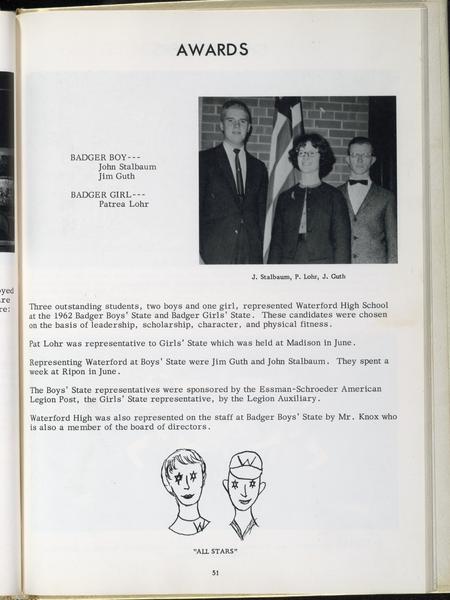 AWARDS
BADGER BOY---
John Stalbaum
Jim Guth
BADGER GIRL---
Patrea Lohr
J. Stalbaum, P. Lohr, J. Guth
Three outstanding students, two boys and one girl, represented Waterford High School
at the 1962 Badger Boys' State and Badger Girls' State. These candidates were chosen
on the basis of leadership, scholarship, character, and physical fitness.
Pat Lohr was representative to Girls' State which was held at Madison in June.
Representing Waterford at Boys' State were Jim Guth and John Stalbaum. They spent a
week at Ripon in June.
The Boys' State representatives were sponsored by the Essman-Schroeder American
Legion Post, the Girls' State representative, by the Legion Auxiliary.
Waterford High was also represented on the staff at Badger Boys' State by Mr. Knox who
is also a member of the board of directors.
W
W
"ALL STARS"
51